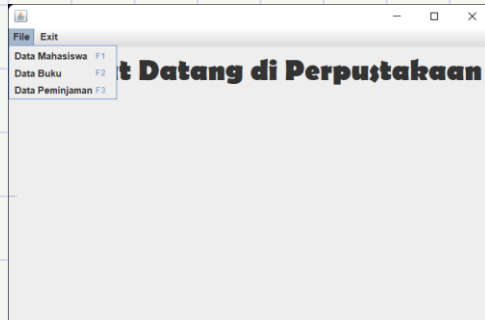 File Exit
Data Mahasiswa F1
Data Buku F2
Data Peminjaman F3
Datang di Perpustakaan